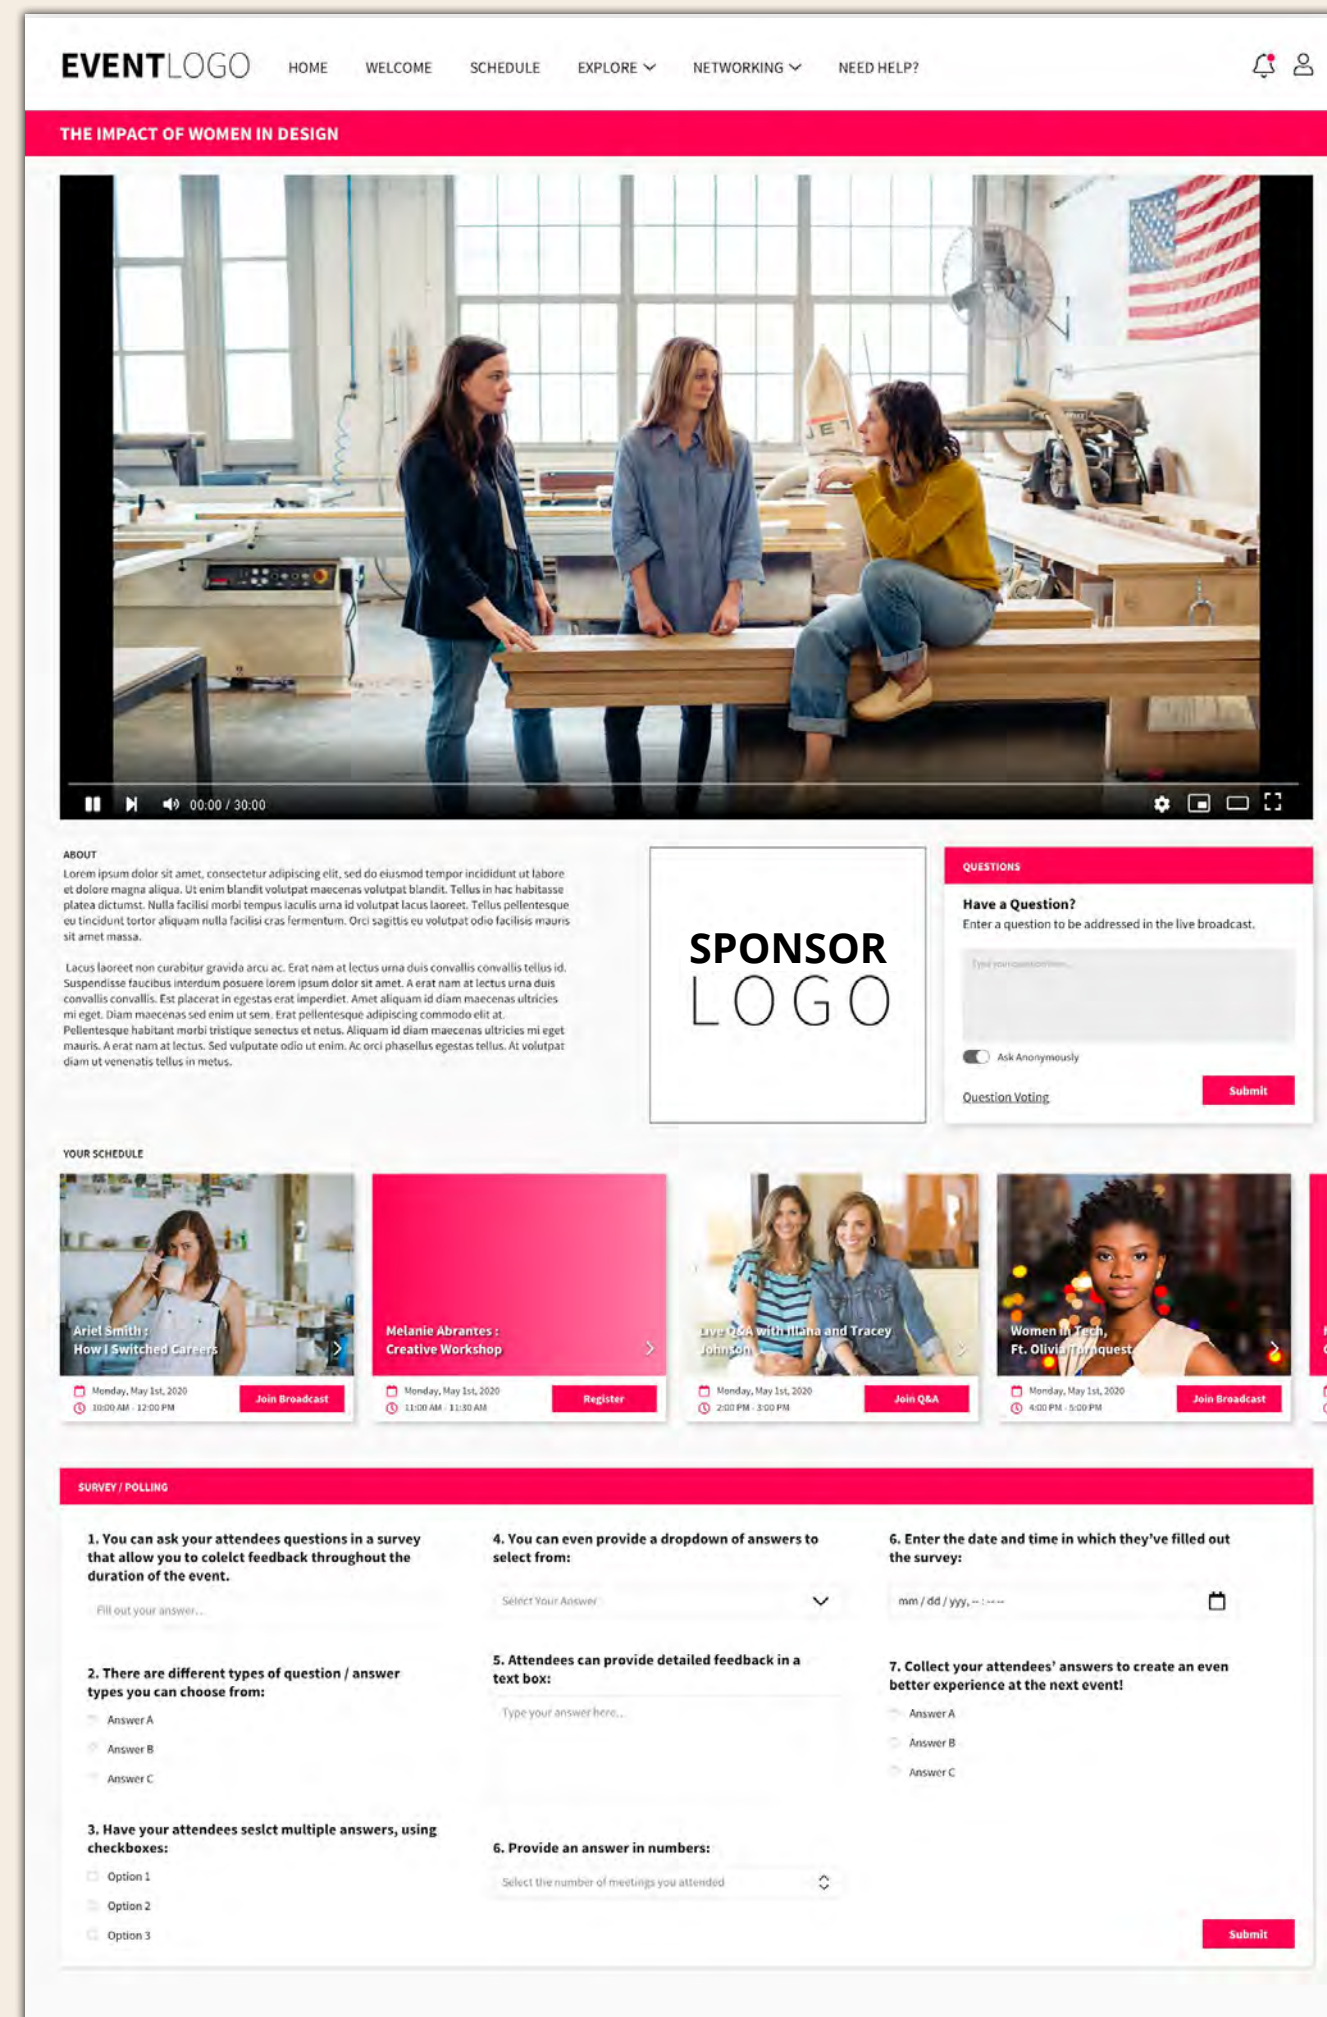 EVENTLOGO
HOME
WELCOME
SCHEDULE
EXPLORE
NETWORKING
NEED HELP?
THE IMPACT OF WOMEN IN DESIGN
JET
00:00 / 30:00
ABOUT
Lorem ipsum dolor sit amet, consectetur adipiscing elit, sed do eiusmod tempor incididunt ut labore
et dolore magna aliqua. Ut enim blandit volutpat maecenas volutpat blandit. Tellus in hac habitasse
platea dictumst. Nulla facilisi morbi tempus iaculis urna id volutpat lacus laoreet. Tellus pellentesque
eu tincidunt tortor aliquam nulla facilisi cras fermentum. Orci sagittis eu volutpat odio facilisis mauris
sit amet massa.
Lacus laoreet non curabitur gravida arcu ac. Erat nam at lectus urna duis convallis convallis tellus id.
Suspendisse faucibus interdum posuere lorem ipsum dolor sit amet. A erat nam at lectus urna duis
convallis convallis. Est placerat in egestas erat imperdiet. Amet aliquam id diam maecenas ultricies
mi eget. Diam maecenas sed enim ut sem. Erat pellentesque adipiscing commodo elit at.
Pellentesque habitant morbi tristique senectus et netus. Aliquam id diam maecenas ultricies mi eget
mauris. A erat nam at lectus. Sed vulputate odio ut enim. Ac orci phasellus egestas tellus. At volutpat
diam ut venenatis tellus in metus.
SPONSOR
LOGO
QUESTIONS
Have a Question?
Enter a question to be addressed in the live broadcast.
Type your question here...
Ask Anonymously
Question Voting
Submit
YOUR SCHEDULE
Ariel Smith :
How I Switched Careers
Monday, May 1st, 2020
10:00 AM - 12:00 PM
Join Broadcast
Melanie Abrantes :
Creative Workshop
Monday, May 1st, 2020
11:00 AM - 11:30 AM
Register
Live Q&A with Iliana and Tracey
Johnson
Monday, May 1st, 2020
2:00 PM - 3:00 PM
Join Q&A
Women in Tech,
Ft. Olivia Turnquest
Monday, May 1st, 2020
4:00 PM - 5:00 PM
Join Broadcast
SURVEY / POLLING
1. You can ask your attendees questions in a survey
that allow you to colelct feedback throughout the
duration of the event.
Fill out your answer...
2. There are different types of question / answer
types you can choose from:
Answer A
Answer B
Answer C
3. Have your attendees seslct multiple answers, using
checkboxes:
Option 1
Option 2
Option 3
4. You can even provide a dropdown of answers to
select from:
Select Your Answer
5. Attendees can provide detailed feedback in a
text box:
Type your answer here...
6. Provide an answer in numbers:
Select the number of meetings you attended
6. Enter the date and time in which they've filled out
the survey:
mm / dd / yyy, -- : -- --
7. Collect your attendees' answers to create an even
better experience at the next event!
Answer A
Answer B
Answer C
Submit